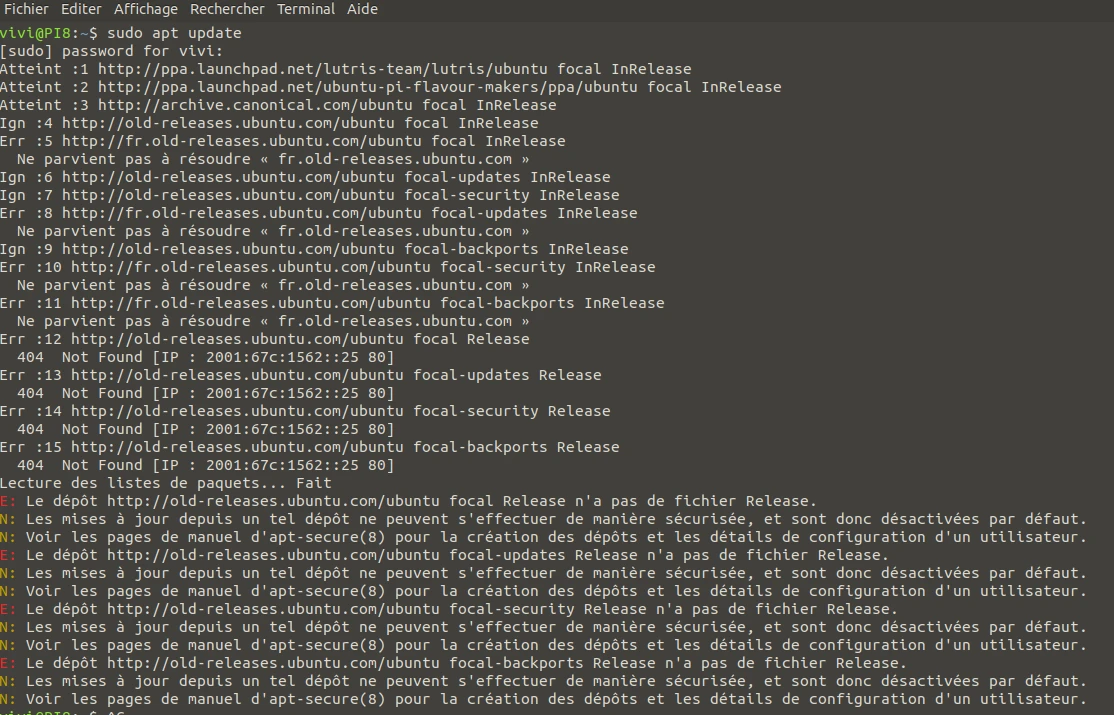 Fichier Editer Affichage Rechercher Terminal Aide
vivi@PI8:~$ sudo apt update
[sudo] password for vivi:
Atteint :1 http://ppa.launchpad.net/lutris-team/lutris/ubuntu focal InRelease
Atteint :2 http://ppa.launchpad.net/ubuntu-pi-flavour-makers/ppa/ubuntu focal InRelease
Atteint :3 http://archive.canonical.com/ubuntu focal InRelease
Ign :4 http://old-releases.ubuntu.com/ubuntu focal InRelease
Err :5 http://fr.old-releases.ubuntu.com/ubuntu focal InRelease
  Ne parvient pas à résoudre « fr.old-releases.ubuntu.com »
Ign :6 http://old-releases.ubuntu.com/ubuntu focal-updates InRelease
Ign :7 http://old-releases.ubuntu.com/ubuntu focal-security InRelease
Err :8 http://fr.old-releases.ubuntu.com/ubuntu focal-updates InRelease
  Ne parvient pas à résoudre « fr.old-releases.ubuntu.com »
Ign :9 http://old-releases.ubuntu.com/ubuntu focal-backports InRelease
Err :10 http://fr.old-releases.ubuntu.com/ubuntu focal-security InRelease
  Ne parvient pas à résoudre « fr.old-releases.ubuntu.com »
Err :11 http://fr.old-releases.ubuntu.com/ubuntu focal-backports InRelease
  Ne parvient pas à résoudre « fr.old-releases.ubuntu.com »
Err :12 http://old-releases.ubuntu.com/ubuntu focal Release
  404  Not Found [IP : 2001:67c:1562::25 80]
Err :13 http://old-releases.ubuntu.com/ubuntu focal-updates Release
  404  Not Found [IP : 2001:67c:1562::25 80]
Err :14 http://old-releases.ubuntu.com/ubuntu focal-security Release
  404  Not Found [IP : 2001:67c:1562::25 80]
Err :15 http://old-releases.ubuntu.com/ubuntu focal-backports Release
  404  Not Found [IP : 2001:67c:1562::25 80]
Lecture des listes de paquets... Fait
E: Le dépôt http://old-releases.ubuntu.com/ubuntu focal Release n'a pas de fichier Release.
N: Les mises à jour depuis un tel dépôt ne peuvent s'effectuer de manière sécurisée, et sont donc désactivées par défaut.
N: Voir les pages de manuel d'apt-secure(8) pour la création des dépôts et les détails de configuration d'un utilisateur.
E: Le dépôt http://old-releases.ubuntu.com/ubuntu focal-updates Release n'a pas de fichier Release.
N: Les mises à jour depuis un tel dépôt ne peuvent s'effectuer de manière sécurisée, et sont donc désactivées par défaut.
N: Voir les pages de manuel d'apt-secure(8) pour la création des dépôts et les détails de configuration d'un utilisateur.
E: Le dépôt http://old-releases.ubuntu.com/ubuntu focal-security Release n'a pas de fichier Release.
N: Les mises à jour depuis un tel dépôt ne peuvent s'effectuer de manière sécurisée, et sont donc désactivées par défaut.
N: Voir les pages de manuel d'apt-secure(8) pour la création des dépôts et les détails de configuration d'un utilisateur.
E: Le dépôt http://old-releases.ubuntu.com/ubuntu focal-backports Release n'a pas de fichier Release.
N: Les mises à jour depuis un tel dépôt ne peuvent s'effectuer de manière sécurisée, et sont donc désactivées par défaut.
N: Voir les pages de manuel d'apt-secure(8) pour la création des dépôts et les détails de configuration d'un utilisateur.